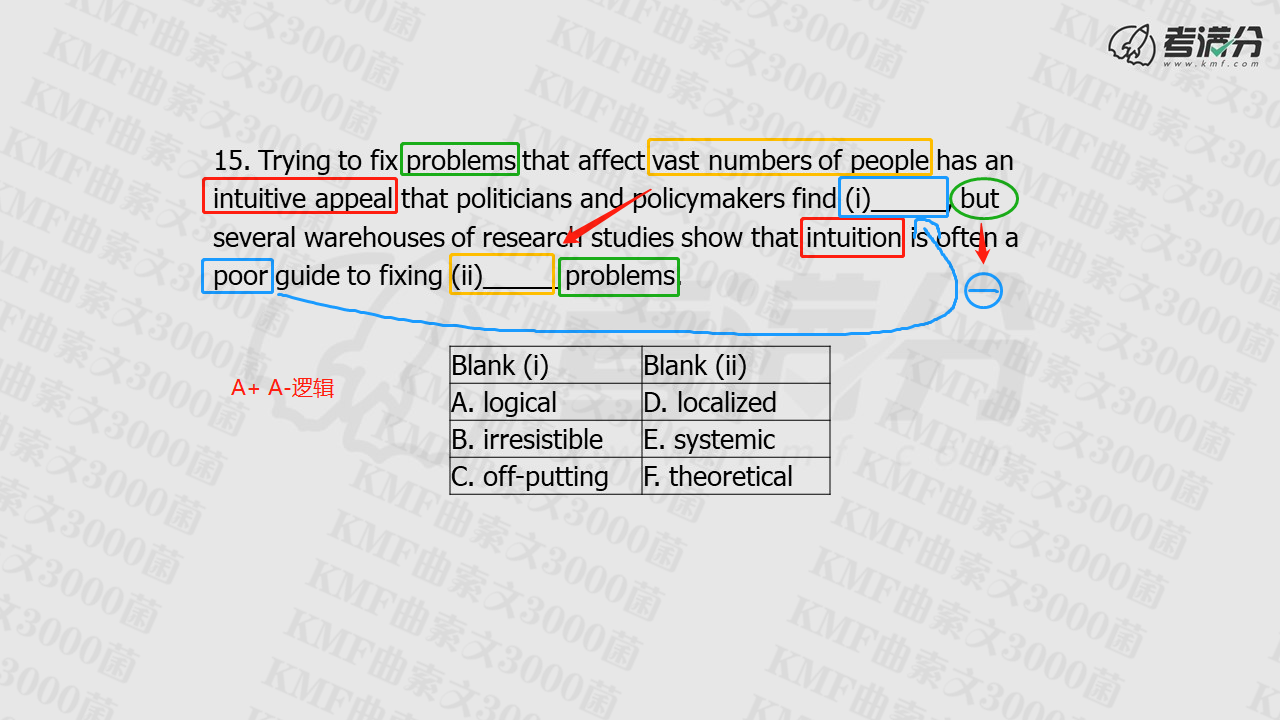 考满分
www.kmf.com
15. Trying to fix problems that affect vast numbers of people has an
intuitive appeal that politicians and policymakers find (i)______, but
several warehouses of research studies show that intuition is often a
poor guide to fixing (ii)______ problems.
Blank (i) Blank (ii)
A+ A-逻辑
A. logical D. localized
B. irresistible E. systemic
C. off-putting F. theoretical
KMF曲索文3000菌